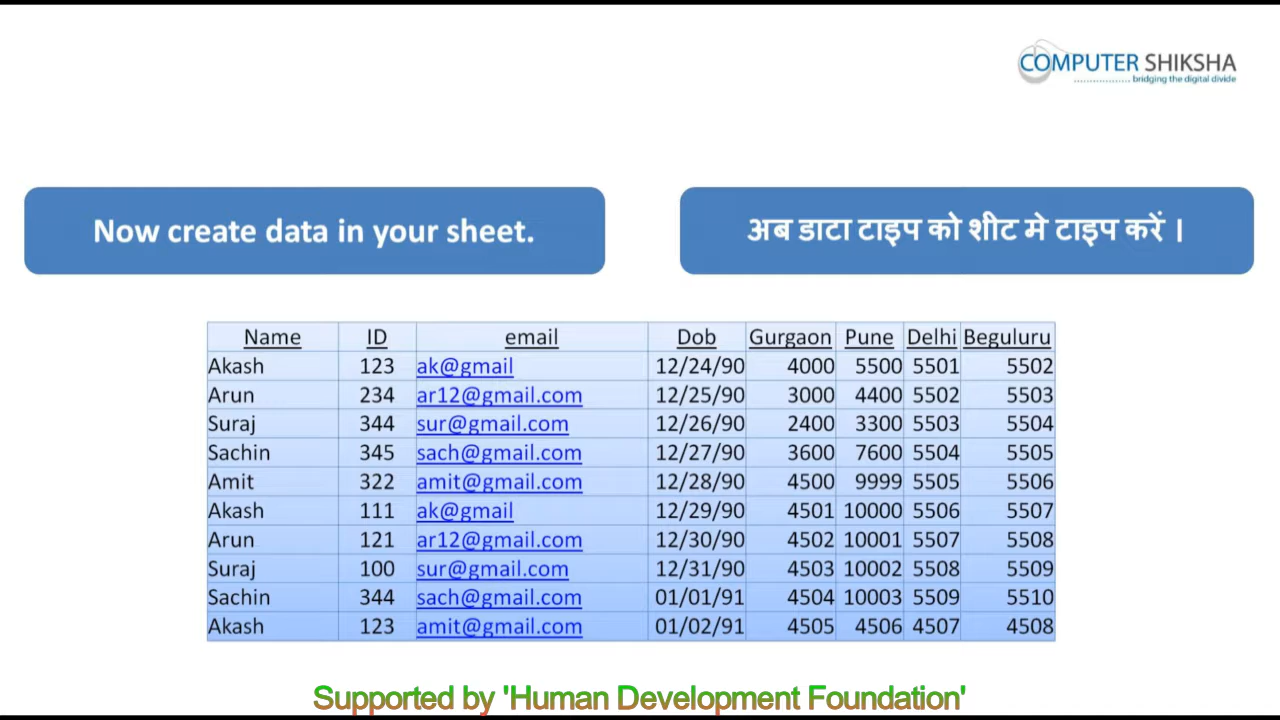 COMPUTER SHIKSHA
bridging the digital divide
Now create data in your sheet.
अब डाटा टाइप को शीट मे टाइप करें ।
Name ID email Dob Gurgaon Pune Delhi Beguluru
Akash 123 ak@gmail 12/24/90 4000 5500 5501 5502
Arun 234 ar12@gmail.com 12/25/90 3000 4400 5502 5503
Suraj 344 sur@gmail.com 12/26/90 2400 3300 5503 5504
Sachin 345 sach@gmail.com 12/27/90 3600 7600 5504 5505
Amit 322 amit@gmail.com 12/28/90 4500 9999 5505 5506
Akash 111 ak@gmail 12/29/90 4501 10000 5506 5507
Arun 121 ar12@gmail.com 12/30/90 4502 10001 5507 5508
Suraj 100 sur@gmail.com 12/31/90 4503 10002 5508 5509
Sachin 344 sach@gmail.com 01/01/91 4504 10003 5509 5510
Akash 123 amit@gmail.com 01/02/91 4505 4506 4507 4508
Supported by 'Human Development Foundation'